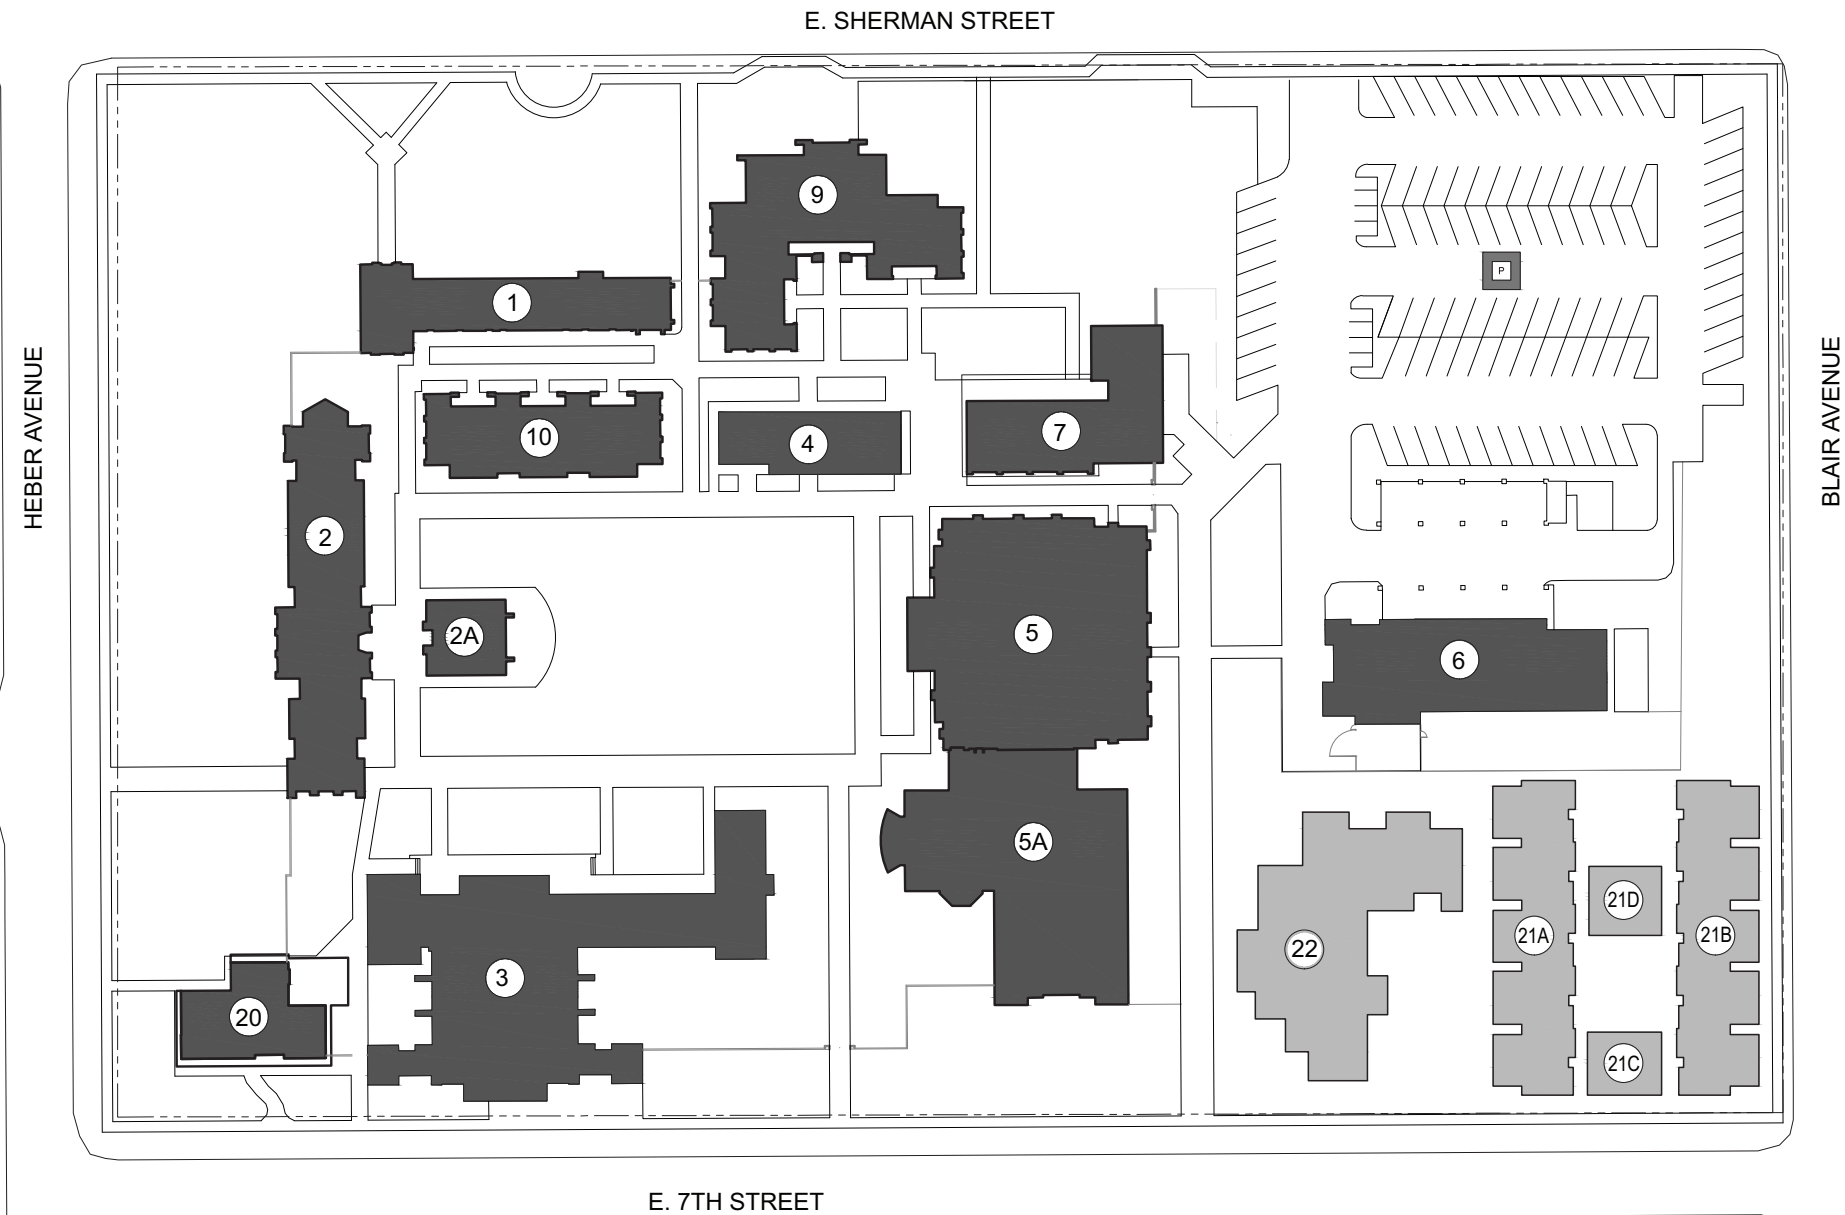 E. SHERMAN STREET
9
P
1
HEBER AVENUE
BLAIR AVENUE
10
4
7
2
2A
5
6
5A
21D
22
21A
21B
3
20
21C
E. 7TH STREET